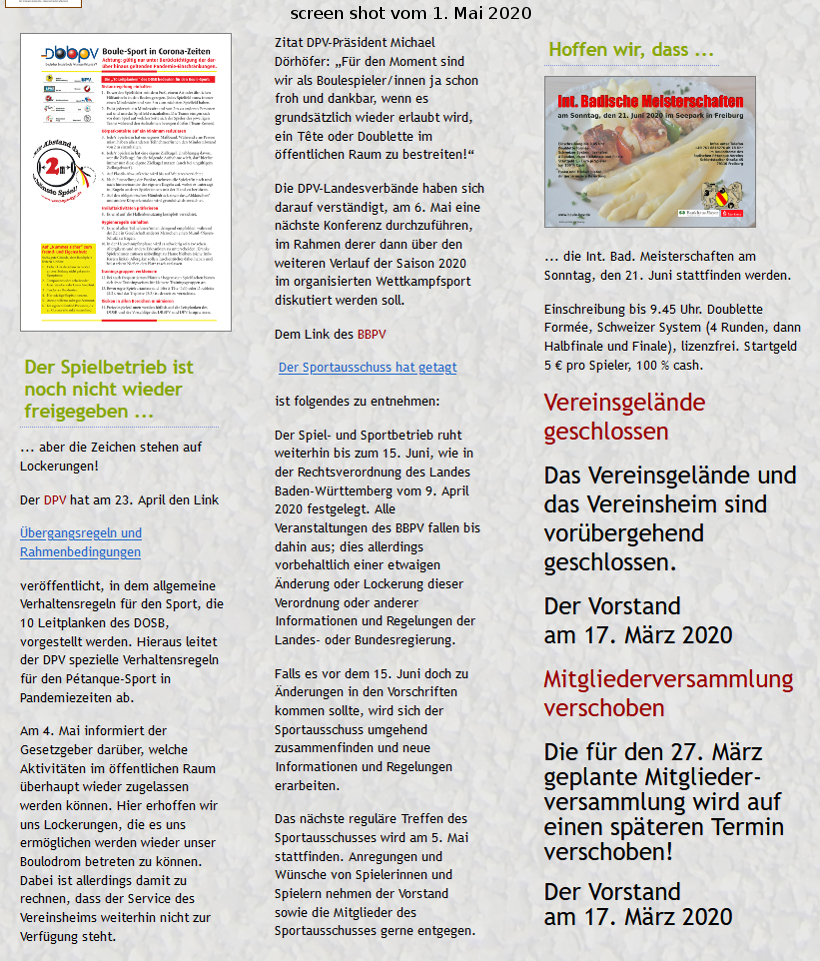 screen shot vom 1. Mai 2020
Boule-Sport in Corona-Zeiten
Achtung: gültig nur unter Berücksichtigung der dar-
über hinaus geltenden Pandemie-Einschränkungen.
Der Spielbetrieb ist
noch nicht wieder
freigegeben ...
... aber die Zeichen stehen auf
Lockerungen!
Der DPV hat am 23. April den Link
Übergangsregeln und
Rahmenbedingungen
veröffentlicht, in dem allgemeine
Verhaltensregeln für den Sport, die
10 Leitplanken des DOSB,
vorgestellt werden. Hieraus leitet
der DPV spezielle Verhaltensregeln
für den Pétanque-Sport in
Pandemiezeiten ab.
Am 4. Mai informiert der
Gesetzgeber darüber, welche
Aktivitäten im öffentlichen Raum
überhaupt wieder zugelassen
werden können. Hier erhoffen wir
uns Lockerungen, die es uns
ermöglichen werden wieder unser
Boulodrom betreten zu können.
Dabei ist allerdings damit zu
rechnen, dass der Service des
Vereinsheims weiterhin nicht zur
Verfügung steht.
Zitat DPV-Präsident Michael
Dörhöfer: „Für den Moment sind
wir als Boulespieler/innen ja schon
froh und dankbar, wenn es
grundsätzlich wieder erlaubt wird,
ein Tête oder Doublette im
öffentlichen Raum zu bestreiten!“
Die DPV-Landesverbände haben sich
darauf verständigt, am 6. Mai eine
nächste Konferenz durchzuführen,
im Rahmen derer dann über den
weiteren Verlauf der Saison 2020
im organisierten Wettkampfsport
diskutiert werden soll.
Dem Link des BBPV
Der Sportausschuss hat getagt
ist folgendes zu entnehmen:
Der Spiel- und Sportbetrieb ruht
weiterhin bis zum 15. Juni, wie in
der Rechtsverordnung des Landes
Baden-Württemberg vom 9. April
2020 festgelegt. Alle
Veranstaltungen des BBPV fallen bis
dahin aus; dies allerdings
vorbehaltlich einer etwaigen
Änderung oder Lockerung dieser
Verordnung oder anderer
Informationen und Regelungen der
Landes- oder Bundesregierung.
Falls es vor dem 15. Juni doch zu
Änderungen in den Vorschriften
kommen sollte, wird sich der
Sportausschuss umgehend
zusammenfinden und neue
Informationen und Regelungen
erarbeiten.
Das nächste reguläre Treffen des
Sportausschusses wird am 5. Mai
stattfinden. Anregungen und
Wünsche von Spielerinnen und
Spielern nehmen der Vorstand
sowie die Mitglieder des
Sportausschusses gerne entgegen.
Hoffen wir, dass ...
Int. Badische Meisterschaften
am Sonntag, den 21. Juni 2020 im Seepark in Freiburg
... die Int. Bad. Meisterschaften am
Sonntag, den 21. Juni stattfinden werden.
Einschreibung bis 9.45 Uhr. Doublette
Formée, Schweizer System (4 Runden, dann
Halbfinale und Finale), lizenzfrei. Startgeld
5 € pro Spieler, 100 % cash.
Vereinsgelände
geschlossen
Das Vereinsgelände und
das Vereinsheim sind
vorübergehend
geschlossen.
Der Vorstand
am 17. März 2020
Mitgliederversammlung
verschoben
Die für den 27. März
geplante Mitglieder-
versammlung wird auf
einen späteren Termin
verschoben!
Der Vorstand
am 17. März 2020